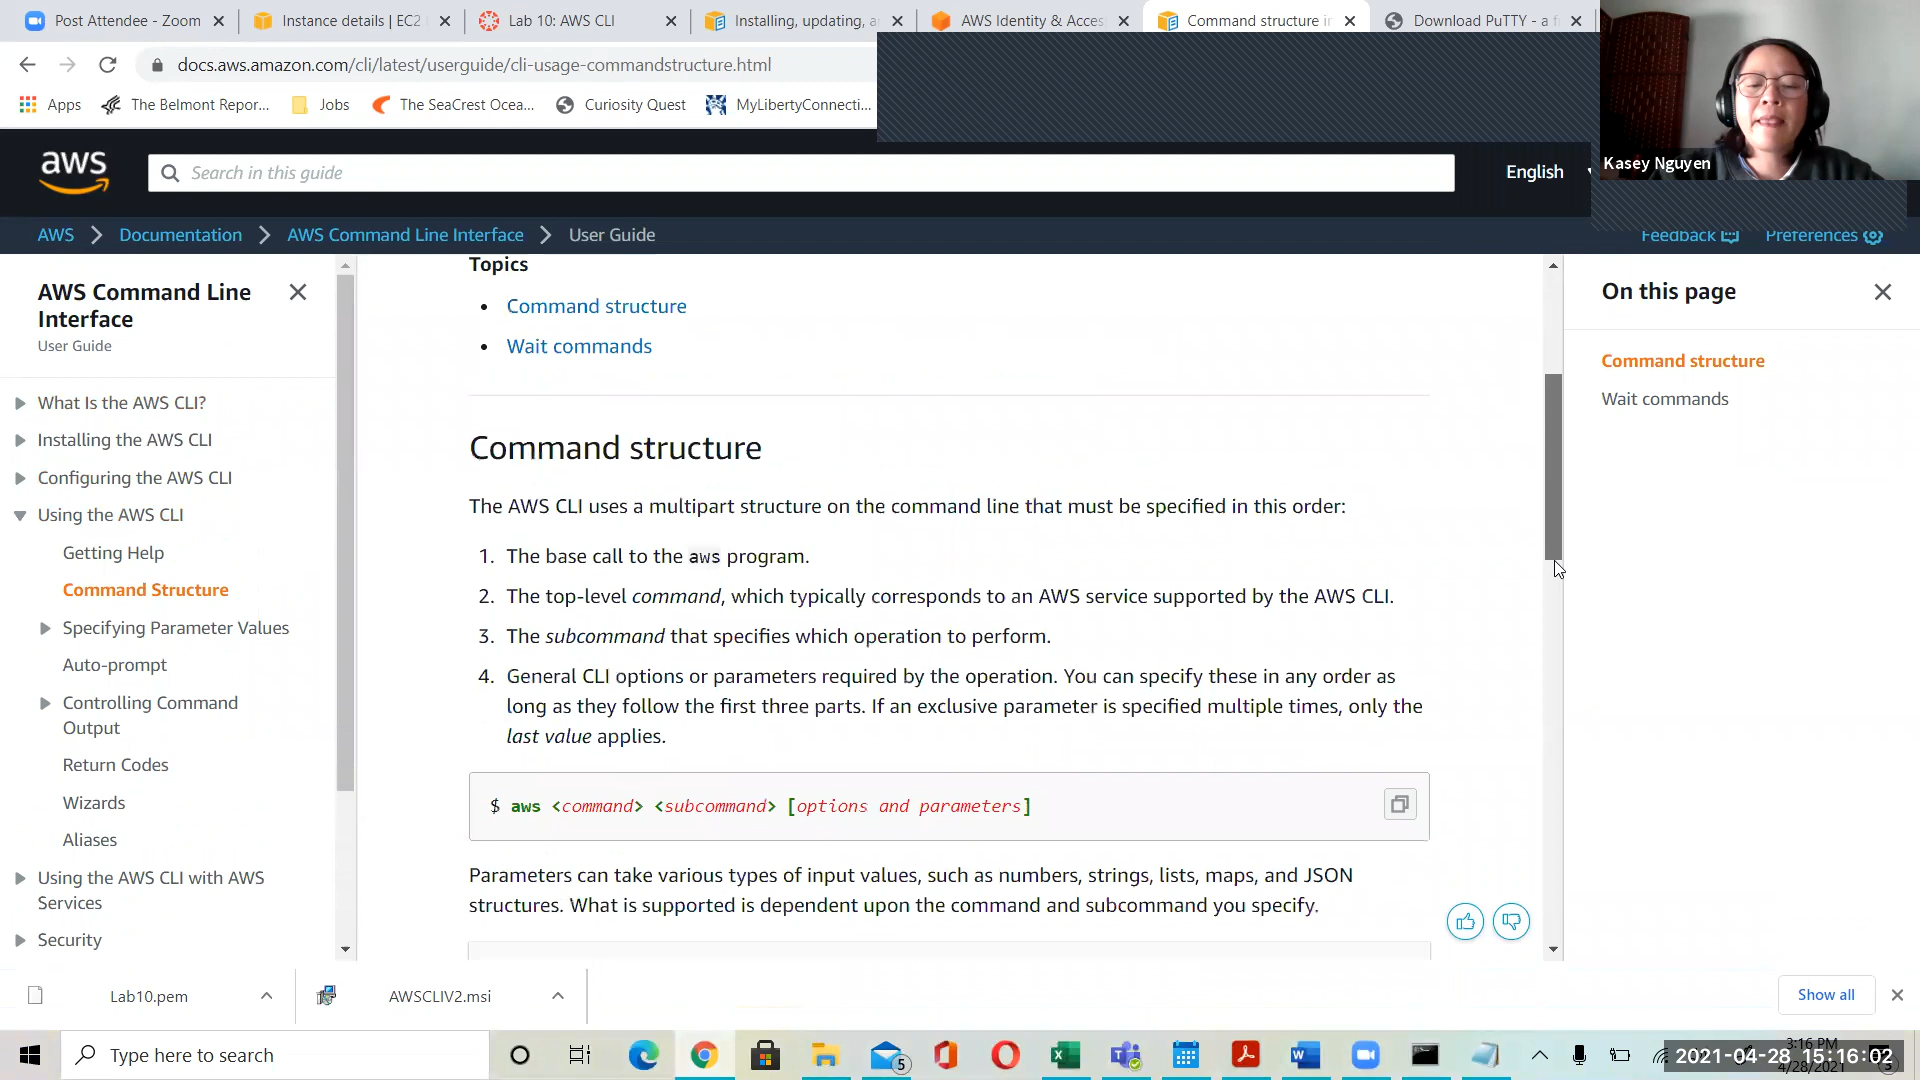 Post Attendee - Zoom
Instance details | EC2
Lab 10: AWS CLI
Installing, updating, a
AWS Identity & Acces
Command structure in
Download PuTTY - a f
docs.aws.amazon.com/cli/latest/userguide/cli-usage-commandstructure.html
Apps
The Belmont Repor...
Jobs
The SeaCrest Ocea...
Curiosity Quest
MyLibertyConnecti...
Kasey Nguyen
aws
Search in this guide
English
AWS
Documentation
AWS Command Line Interface
User Guide
Feedback
Preferences
AWS Command Line
Interface
User Guide
What Is the AWS CLI?
Installing the AWS CLI
Configuring the AWS CLI
Using the AWS CLI
Getting Help
Command Structure
Specifying Parameter Values
Auto-prompt
Controlling Command
Output
Return Codes
Wizards
Aliases
Using the AWS CLI with AWS
Services
Security
Topics
• Command structure
• Wait commands
Command structure
The AWS CLI uses a multipart structure on the command line that must be specified in this order:
1. The base call to the aws program.
2. The top-level command, which typically corresponds to an AWS service supported by the AWS CLI.
3. The subcommand that specifies which operation to perform.
4. General CLI options or parameters required by the operation. You can specify these in any order as
long as they follow the first three parts. If an exclusive parameter is specified multiple times, only the
last value applies.
$ aws <command> <subcommand> [options and parameters]
Parameters can take various types of input values, such as numbers, strings, lists, maps, and JSON
structures. What is supported is dependent upon the command and subcommand you specify.
On this page
Command structure
Wait commands
Lab10.pem
AWSCLIV2.msi
Show all
Type here to search
5
3:16 PM
2021-04-28 15:16:02
4/28/2021